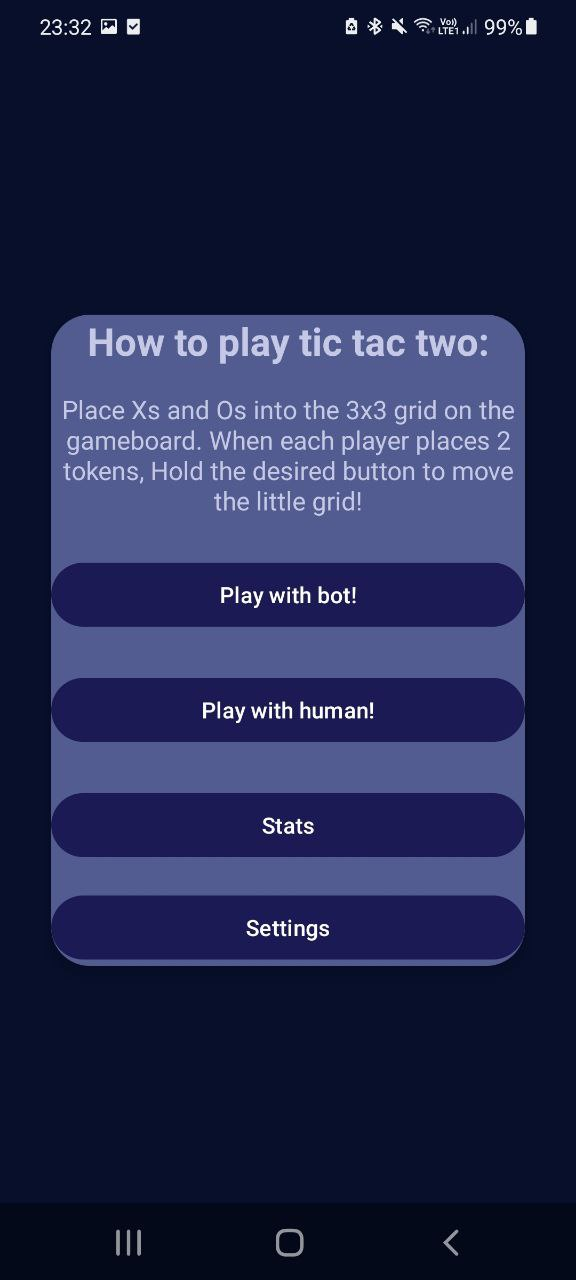 23:32 Vo)) LTE1 99%
How to play tic tac two:
Place Xs and Os into the 3x3 grid on the
gameboard. When each player places 2
tokens, Hold the desired button to move
the little grid!
Play with bot!
Play with human!
Stats
Settings